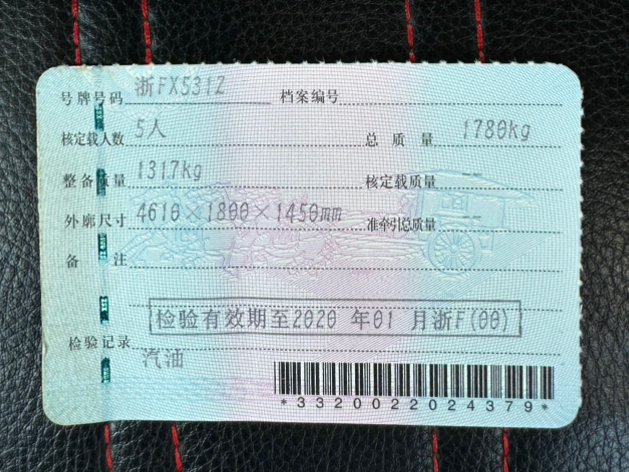 号牌号码 浙FX531Z 档案编号
核定载人数 5人 总质量 1780kg
整备质量 1317kg 核定载质量 --
外廓尺寸 4610×1800×1450mm 准牵引总质量 --
备注
检验有效期至2020 年01 月浙F(00)
检验记录
汽油
*3320022024379*